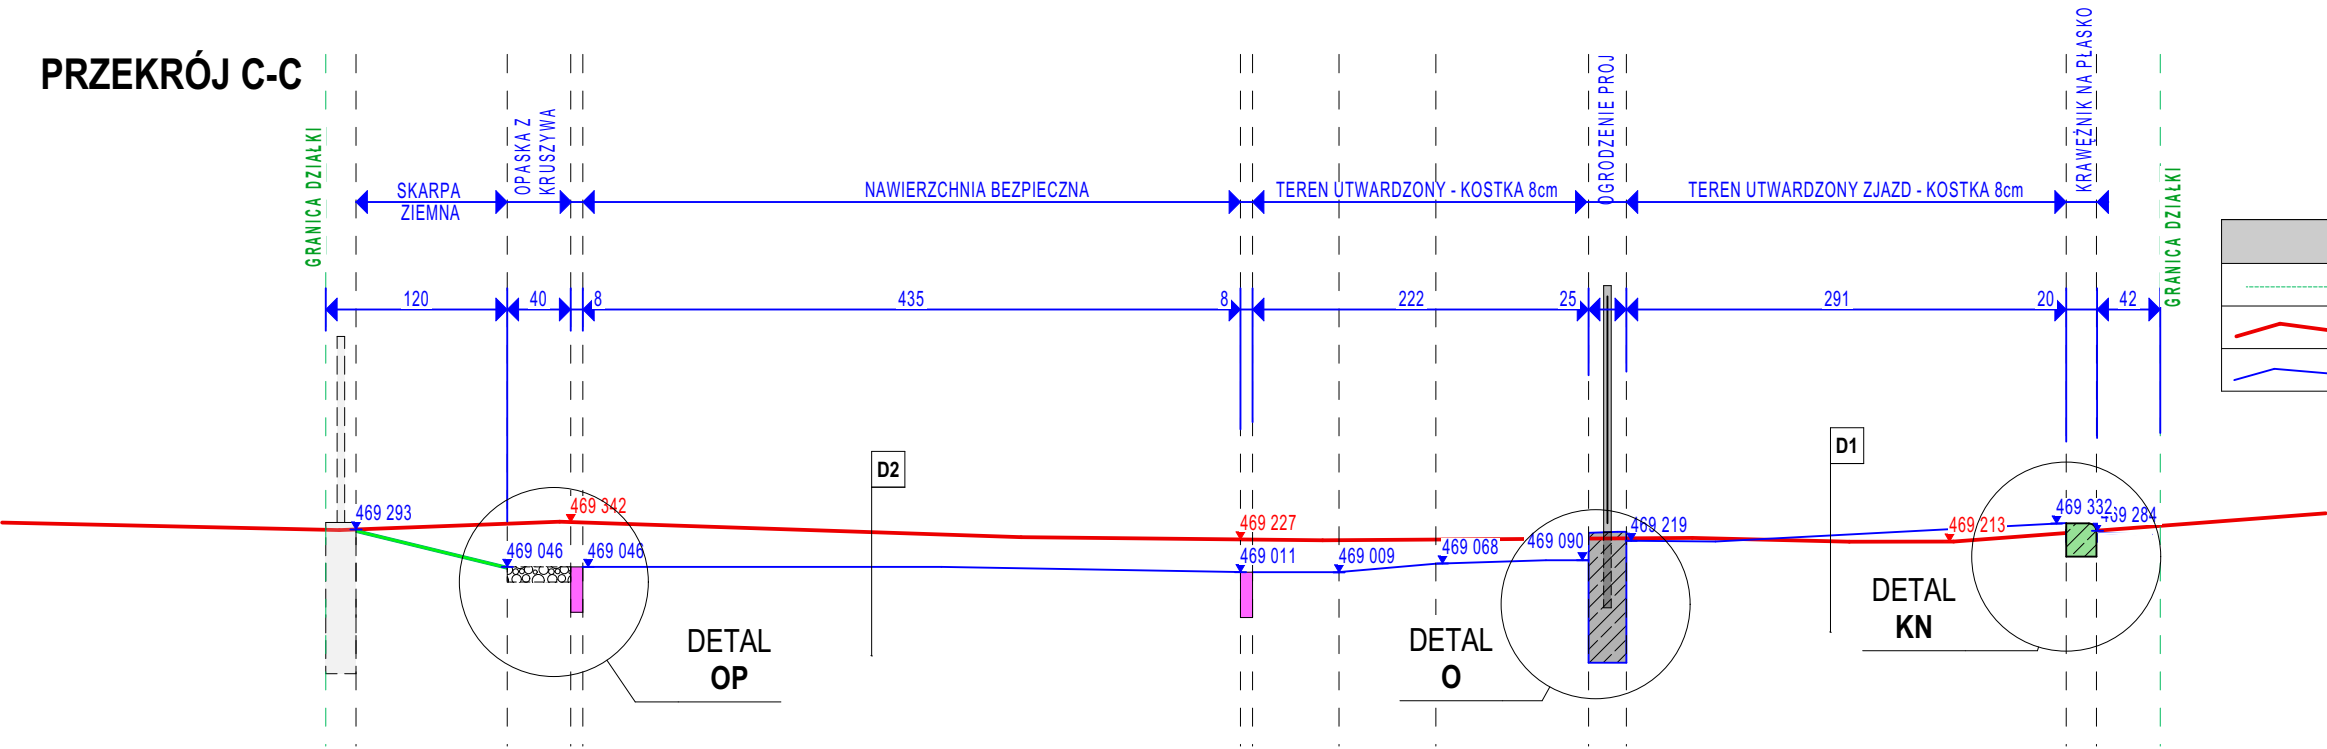 PRZEKRÓJ C-C
GRANICA DZIAŁKI
SKARPA
ZIEMNA
OPASKA Z
KRUSZYWA
NAWIERZCHNIA BEZPIECZNA
TEREN UTWARDZONY - KOSTKA 8cm
OGRODZENIE PROJ
TEREN UTWARDZONY ZJAZD - KOSTKA 8cm
KRAWĘŻNIK NA PŁASKO
GRANICA DZIAŁKI
120 40 8 435 8 222 25 291 20 42
D2
D1
469 293
469 342
469 046
469 046
469 227
469 011
469 009
469 068
469 090
469 219
469 213
469 332
469 284
DETAL
OP
DETAL
O
DETAL
KN